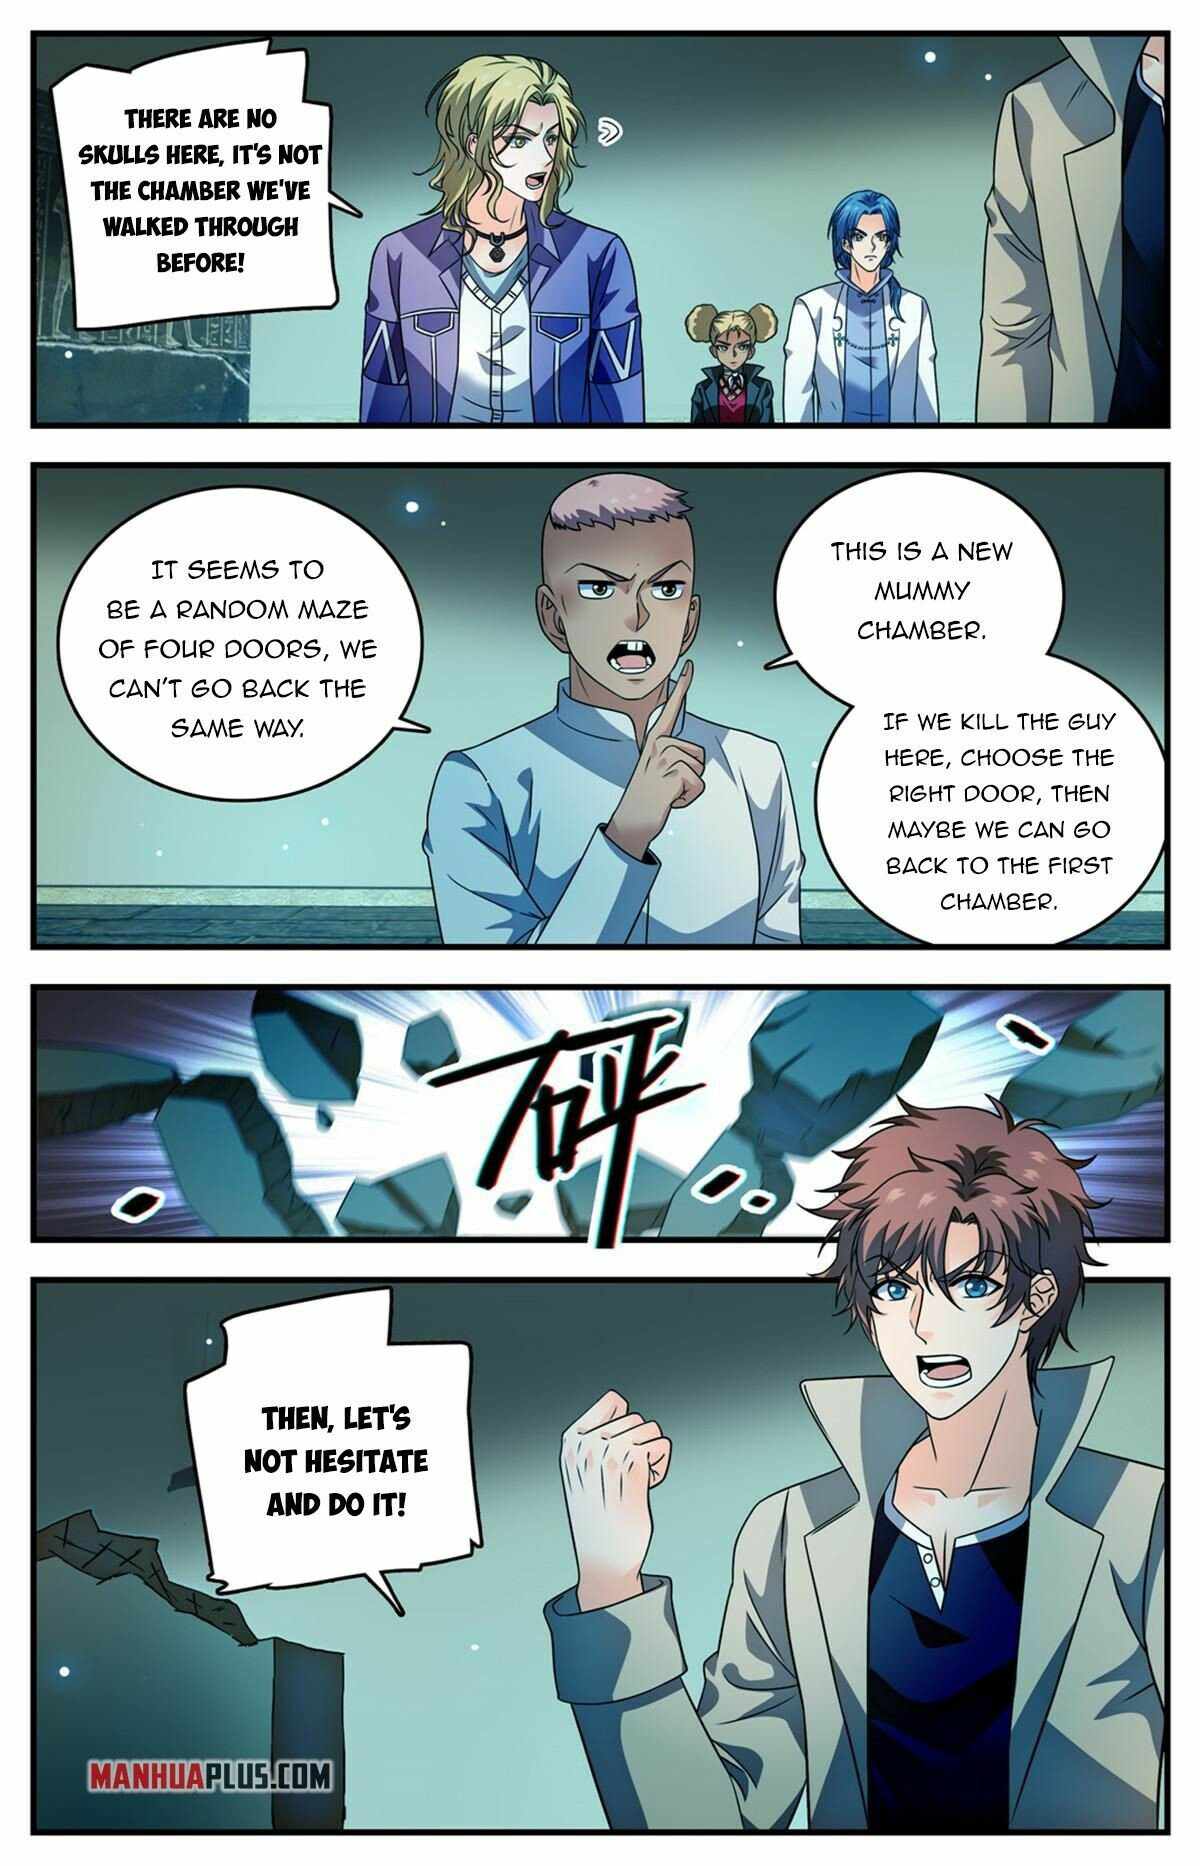 THERE ARE NO
SKULLS HERE, IT'S NOT
THE CHAMBER WE'VE
WALKED THROUGH
BEFORE!
IT SEEMS TO
BE A RANDOM MAZE
OF FOUR DOORS, WE
CAN'T GO BACK THE
SAME WAY.
THIS IS A NEW
MUMMY
CHAMBER.
IF WE KILL THE GUY
HERE, CHOOSE THE
RIGHT DOOR, THEN
MAYBE WE CAN GO
BACK TO THE FIRST
CHAMBER.
砰
THEN, LET'S
NOT HESITATE
AND DO IT!
MANHUAPLUS.COM